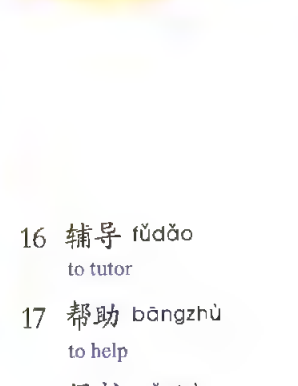 16 辅导 fǔdǎo
to tutor
17 帮助 bāngzhù
to help